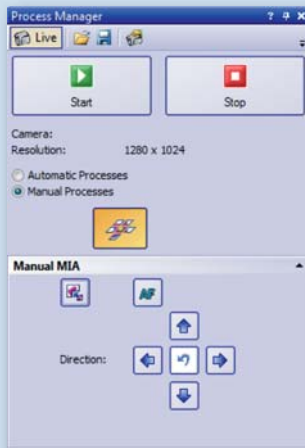 Process Manager
Live
Start
Stop
Camera:
Resolution: 1280 x 1024
Automatic Processes
Manual Processes
Manual MIA
AF
Direction: